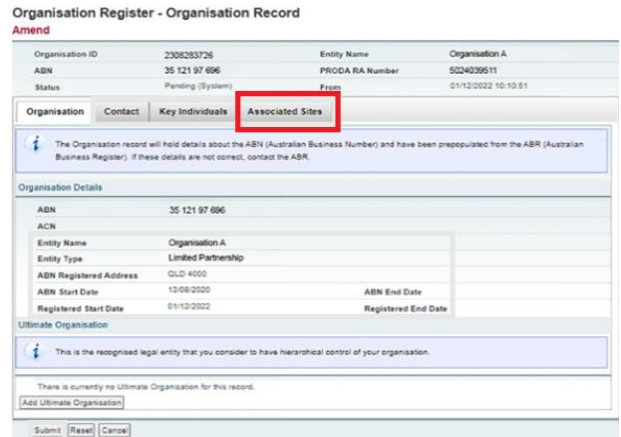 Organisation Register - Organisation Record
Amend
Organisation ID 2308283726 Entity Name Organisation A
ABN 35 121 97 696 PRODA RA Number 5024039511
Status Pending (System) From 01/12/2022 10:10:51
Organisation Contact Key Individuals Associated Sites
The Organisation record will hold details about the ABN (Australian Business Number) and have been prepopulated from the ABR (Australian
Business Register). If these details are not correct, contact the ABR.
Organisation Details
ABN 35 121 97 696
ACN
Entity Name Organisation A
Entity Type Limited Partnership
ABN Registered Address QLD 4000
ABN Start Date 13/08/2020 ABN End Date
Registered Start Date 01/12/2022 Registered End Date
Ultimate Organisation
This is the recognised legal entity that you consider to have hierarchical control of your organisation.
There is currently no Ultimate Organisation for this record.
Add Ultimate Organisation
Submit Reset Cancel